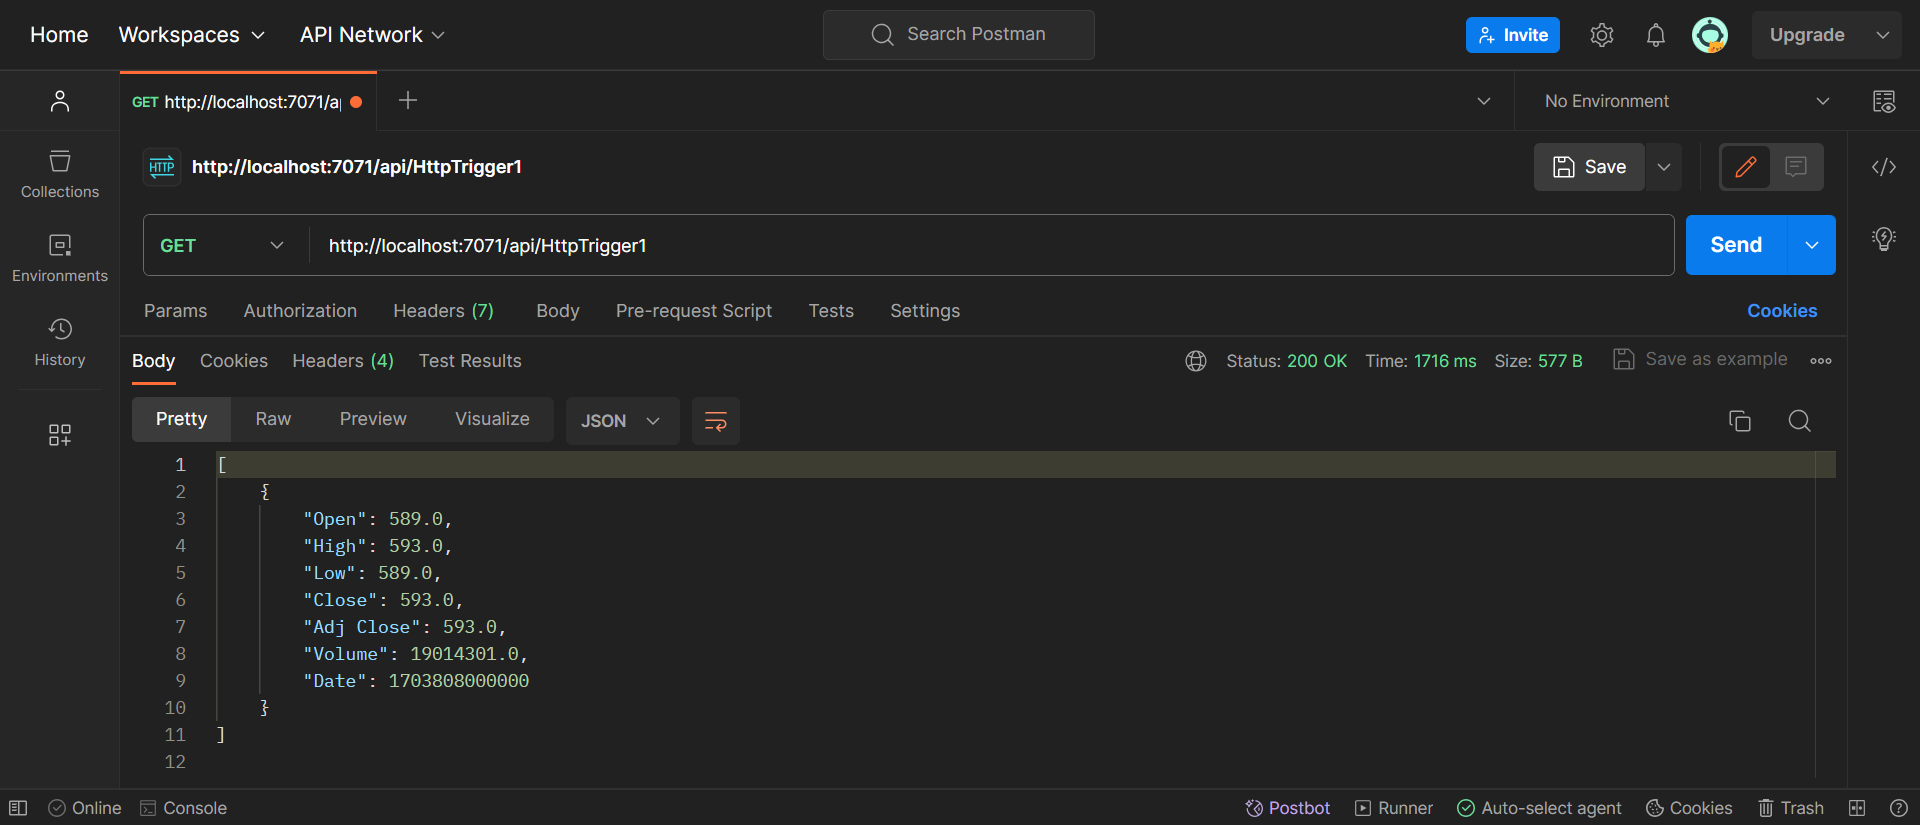 Home Workspaces API Network Search Postman Invite Upgrade
GET http://localhost:7071/a No Environment
HTTP http://localhost:7071/api/HttpTrigger1 Save
Collections
GET http://localhost:7071/api/HttpTrigger1 Send
Environments
Params Authorization Headers (7) Body Pre-request Script Tests Settings Cookies
History
Body Cookies Headers (4) Test Results Status: 200 OK Time: 1716 ms Size: 577 B Save as example
Pretty Raw Preview Visualize JSON
1 [
2 {
3 "Open": 589.0,
4 "High": 593.0,
5 "Low": 589.0,
6 "Close": 593.0,
7 "Adj Close": 593.0,
8 "Volume": 19014301.0,
9 "Date": 1703808000000
10 }
11 ]
12
Online Console Postbot Runner Auto-select agent Cookies Trash